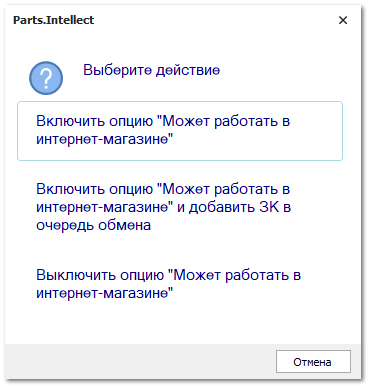 Parts.Intellect
Выберите действие
Включить опцию "Может работать в
интернет-магазине"
Включить опцию "Может работать в
интернет-магазине" и добавить ЗК в
очередь обмена
Выключить опцию "Может работать в
интернет-магазине"
Отмена